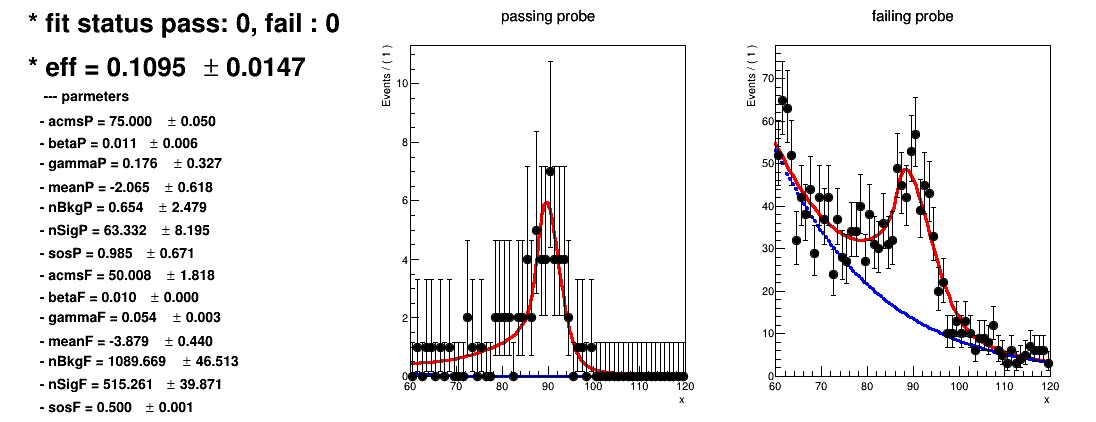 * fit status pass: 0, fail : 0
* eff = 0.1095 ± 0.0147
--- parmeters
- acmsP = 75.000 ± 0.050
- betaP = 0.011 ± 0.006
- gammaP = 0.176 ± 0.327
- meanP = -2.065 ± 0.618
- nBkgP = 0.654 ± 2.479
- nSigP = 63.332 ± 8.195
- sosP = 0.985 ± 0.671
- acmsF = 50.008 ± 1.818
- betaF = 0.010 ± 0.000
- gammaF = 0.054 ± 0.003
- meanF = -3.879 ± 0.440
- nBkgF = 1089.669 ± 46.513
- nSigF = 515.261 ± 39.871
- sosF = 0.500 ± 0.001
passing probe
Events / ( 1 )
10
8
6
4
2
0
60 70 80 90 100 110 120
x
failing probe
Events / ( 1 )
70
60
50
40
30
20
10
0
60 70 80 90 100 110 120
x